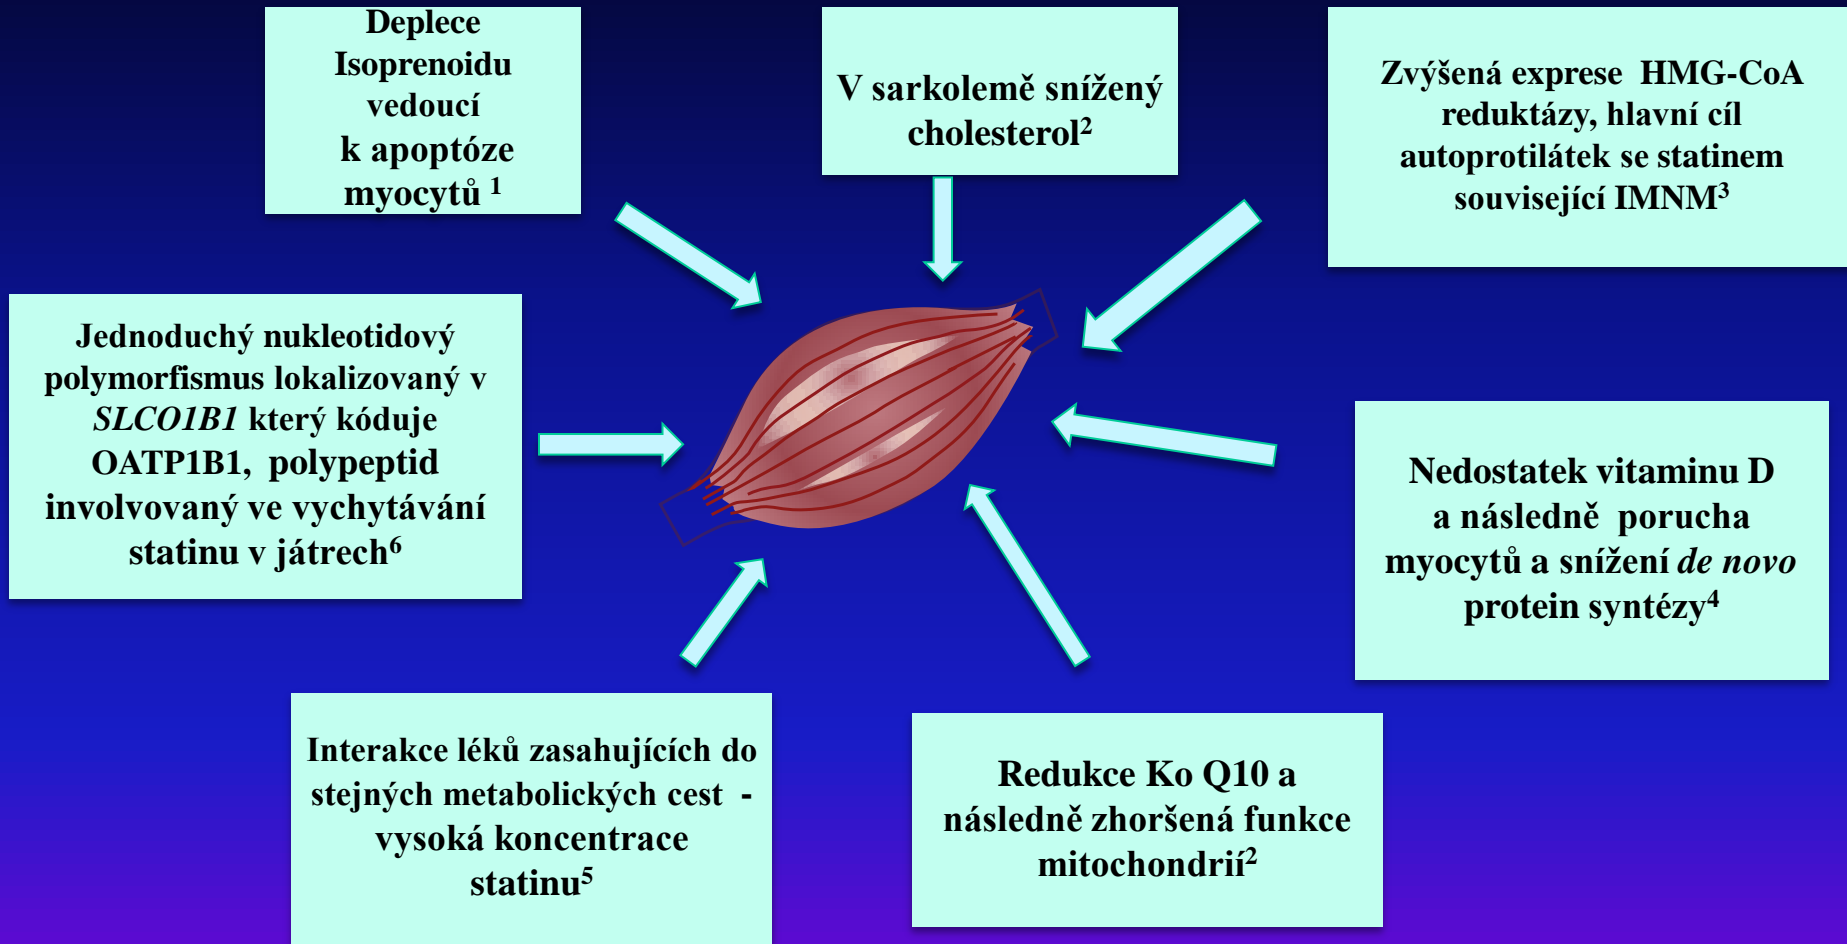 Deplece
Isoprenoidu
vedoucí
k apoptóze
myocytů ¹
V sarkolemě snížený
cholesterol²
Zvýšená exprese HMG-CoA
reduktázy, hlavní cíl
autoprotilátek se statinem
související IMNM³
Jednoduchý nukleotidový
polymorfismus lokalizovaný v
SLCO1B1 který kóduje
OATP1B1, polypeptid
involvovaný ve vychytávání
statinu v játrech⁶
Nedostatek vitaminu D
a následně porucha
myocytů a snížení de novo
protein syntézy⁴
Interakce léků zasahujících do
stejných metabolických cest -
vysoká koncentrace
statinu⁵
Redukce Ko Q10 a
následně zhoršená funkce
mitochondrií²